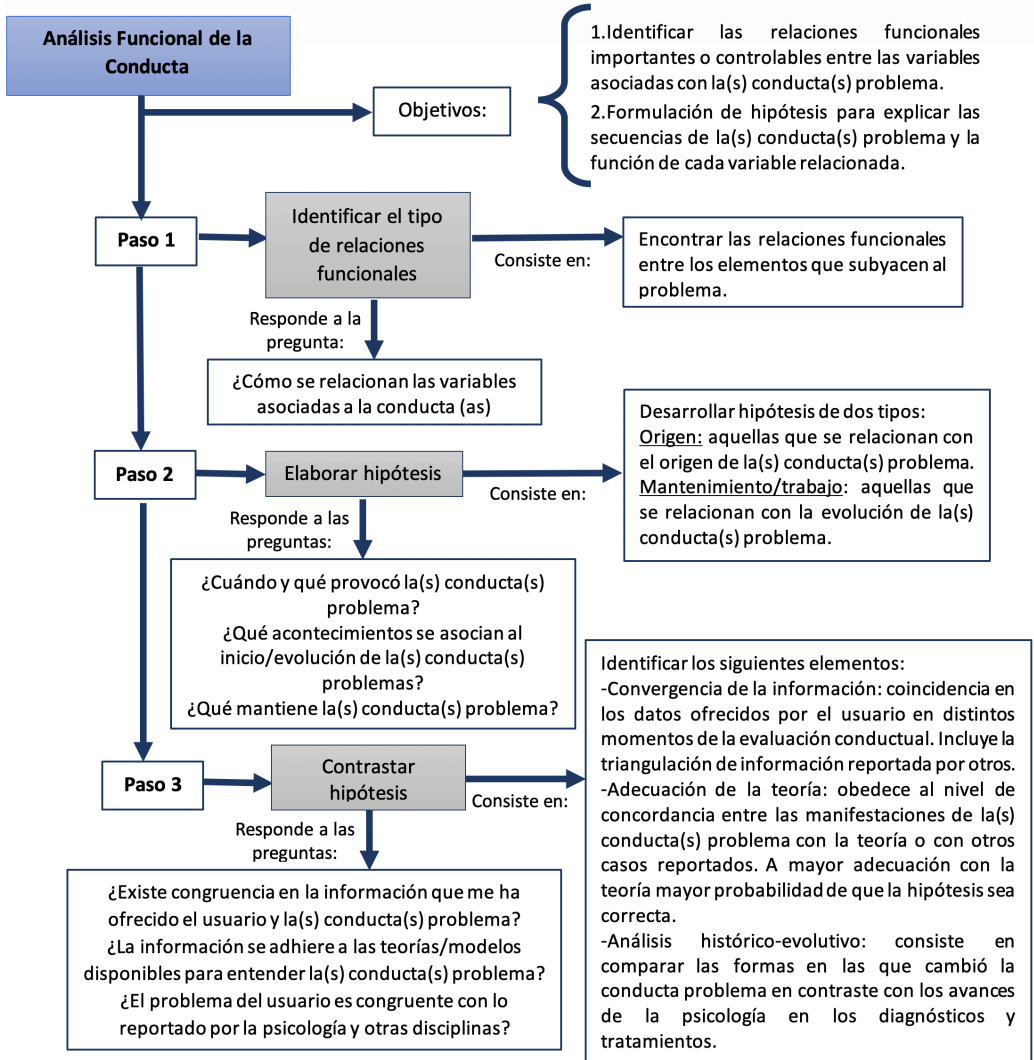 Análisis Funcional de la
Conducta
Objetivos:
1.Identificar las relaciones funcionales
importantes o controlables entre las variables
asociadas con la(s) conducta(s) problema.
2.Formulación de hipótesis para explicar las
secuencias de la(s) conducta(s) problema y la
función de cada variable relacionada.
Paso 1
Identificar el tipo
de relaciones
funcionales
Consiste en:
Encontrar las relaciones funcionales
entre los elementos que subyacen al
problema.
Responde a la
pregunta:
¿Cómo se relacionan las variables
asociadas a la conducta (as)
Paso 2
Elaborar hipótesis
Consiste en:
Desarrollar hipótesis de dos tipos:
Origen: aquellas que se relacionan con
el origen de la(s) conducta(s) problema.
Mantenimiento/trabajo: aquellas que
se relacionan con la evolución de la(s)
conducta(s) problema.
Responde a las
preguntas:
¿Cuándo y qué provocó la(s) conducta(s)
problema?
¿Qué acontecimientos se asocian al
inicio/evolución de la(s) conducta(s)
problemas?
¿Qué mantiene la(s) conducta(s) problema?
Paso 3
Contrastar
hipótesis
Consiste en:
Identificar los siguientes elementos:
-Convergencia de la información: coincidencia en
los datos ofrecidos por el usuario en distintos
momentos de la evaluación conductual. Incluye la
triangulación de información reportada por otros.
-Adecuación de la teoría: obedece al nivel de
concordancia entre las manifestaciones de la(s)
conducta(s) problema con la teoría o con otros
casos reportados. A mayor adecuación con la
teoría mayor probabilidad de que la hipótesis sea
correcta.
-Análisis histórico-evolutivo: consiste en
comparar las formas en las que cambió la
conducta problema en contraste con los avances
de la psicología en los diagnósticos y
tratamientos.
Responde a las
preguntas:
¿Existe congruencia en la información que me ha
ofrecido el usuario y la(s) conducta(s) problema?
¿La información se adhiere a las teorías/modelos
disponibles para entender la(s) conducta(s) problema?
¿El problema del usuario es congruente con lo
reportado por la psicología y otras disciplinas?